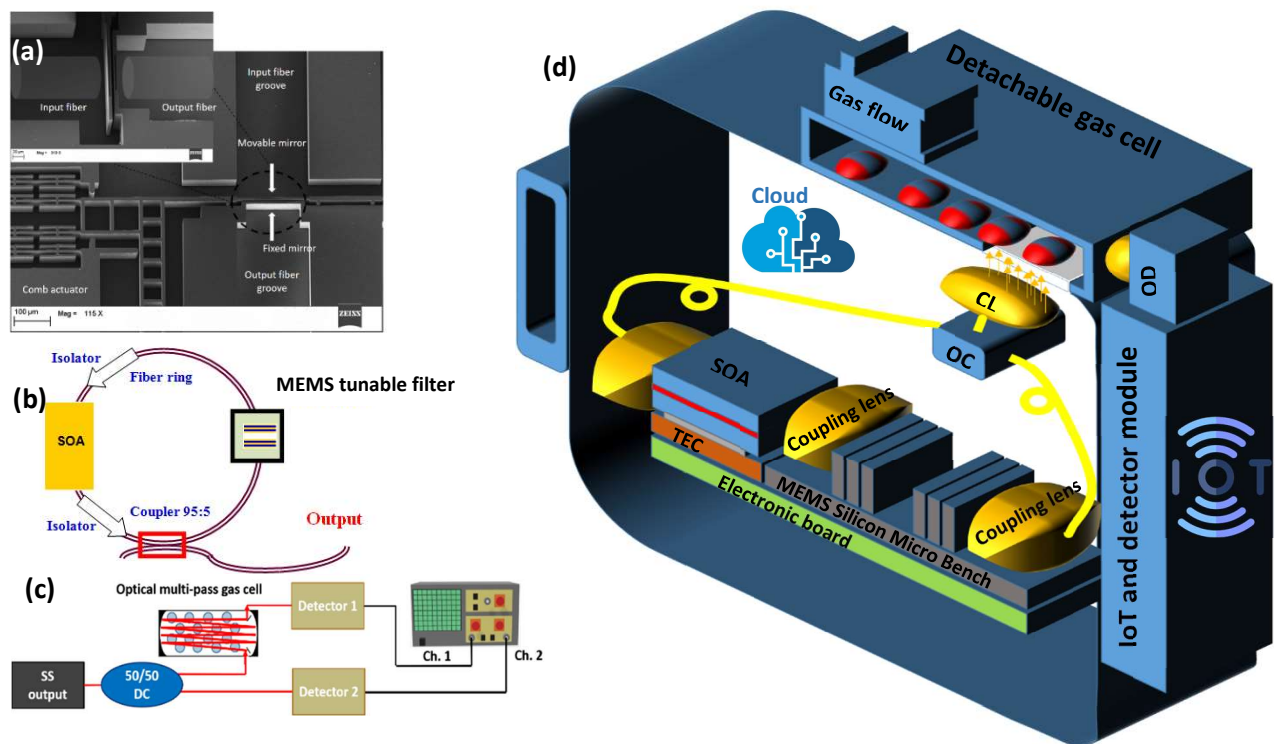 (a)
Input fiber
Output fiber
Input fiber
groove
Movable mirror
Fixed mirror
Output fiber
groove
Comb actuator
100 µm
Mag = 115 X
ZEISS
(b)
Isolator
Fiber ring
MEMS tunable filter
SOA
Isolator
Coupler 95:5
Output
(c)
Optical multi-pass gas cell
Detector 1
Ch. 1
Ch. 2
SS
output
50/50
DC
Detector 2
(d)
Detachable gas cell
Gas flow
Cloud
CL
OC
OD
SOA
Coupling lens
TEC
MEMS Silicon Micro Bench
Coupling lens
Electronic board
IoT and detector module
IOT